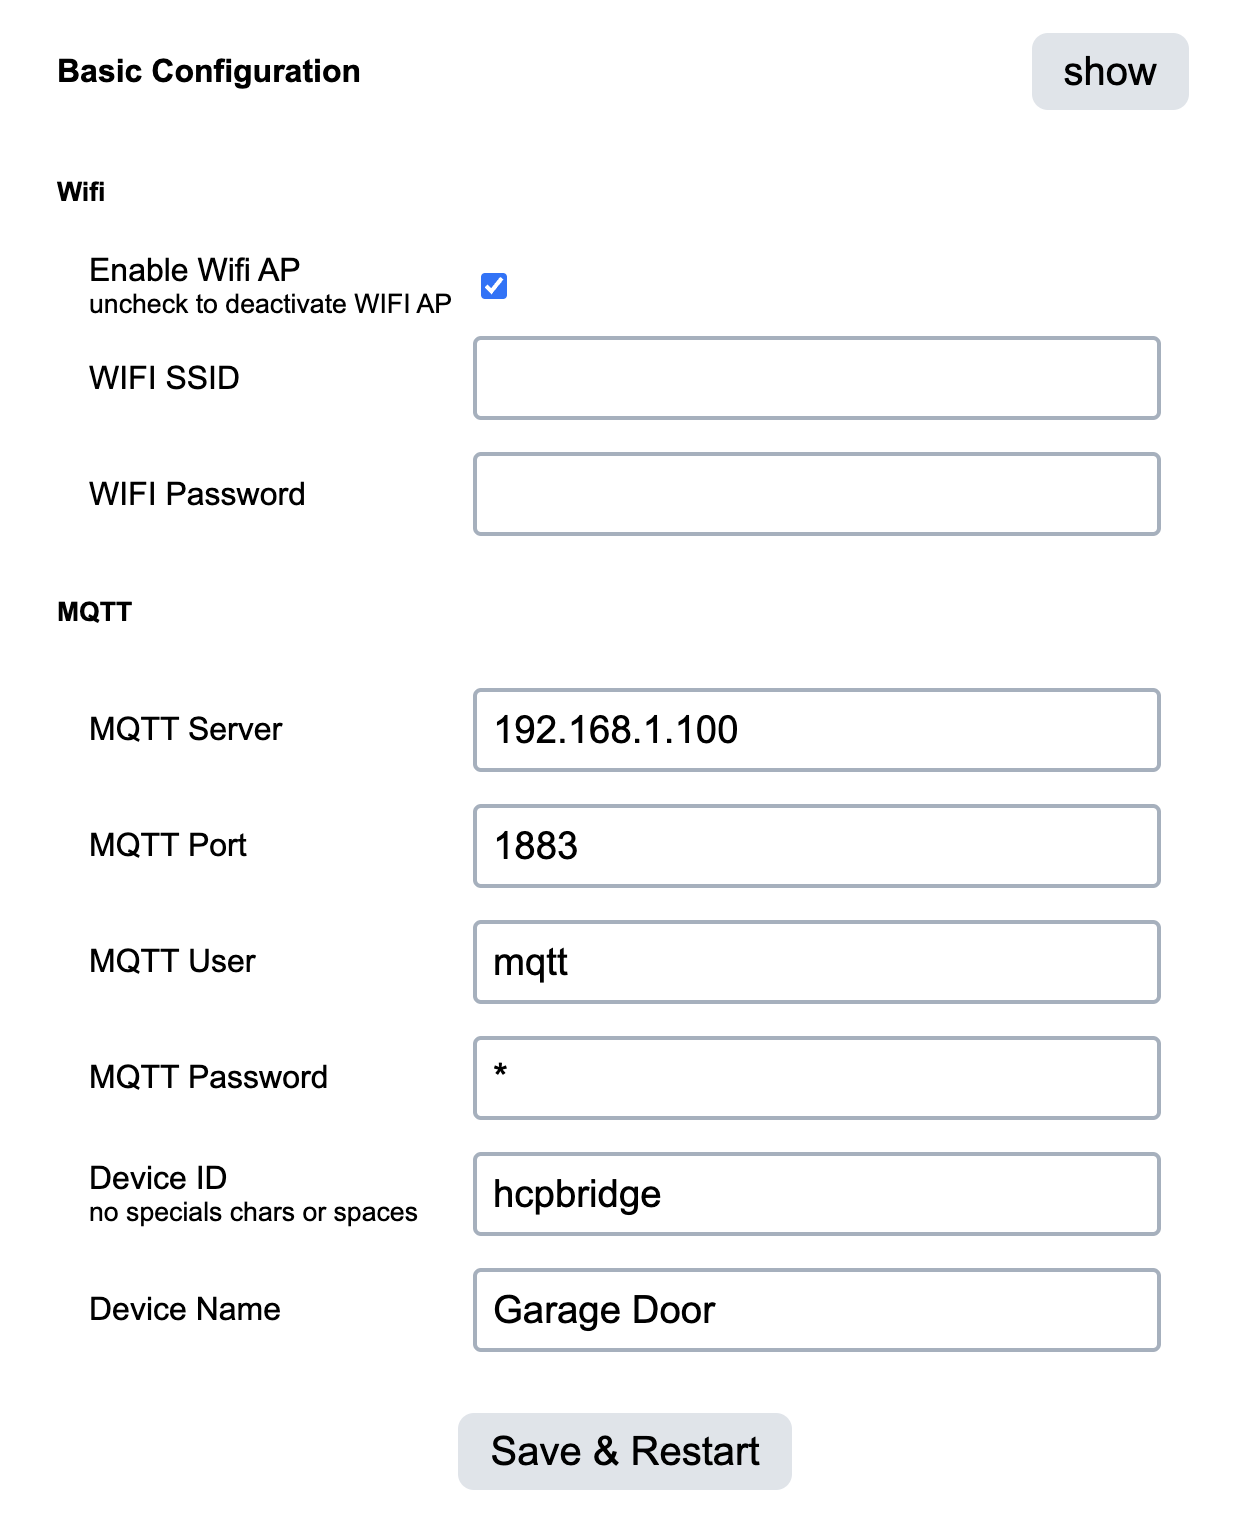 Basic Configuration
show
Wifi
Enable Wifi AP
uncheck to deactivate WIFI AP
WIFI SSID
WIFI Password
MQTT
MQTT Server
192.168.1.100
MQTT Port
1883
MQTT User
mqtt
MQTT Password
*
Device ID
no specials chars or spaces
hcpbridge
Device Name
Garage Door
Save & Restart